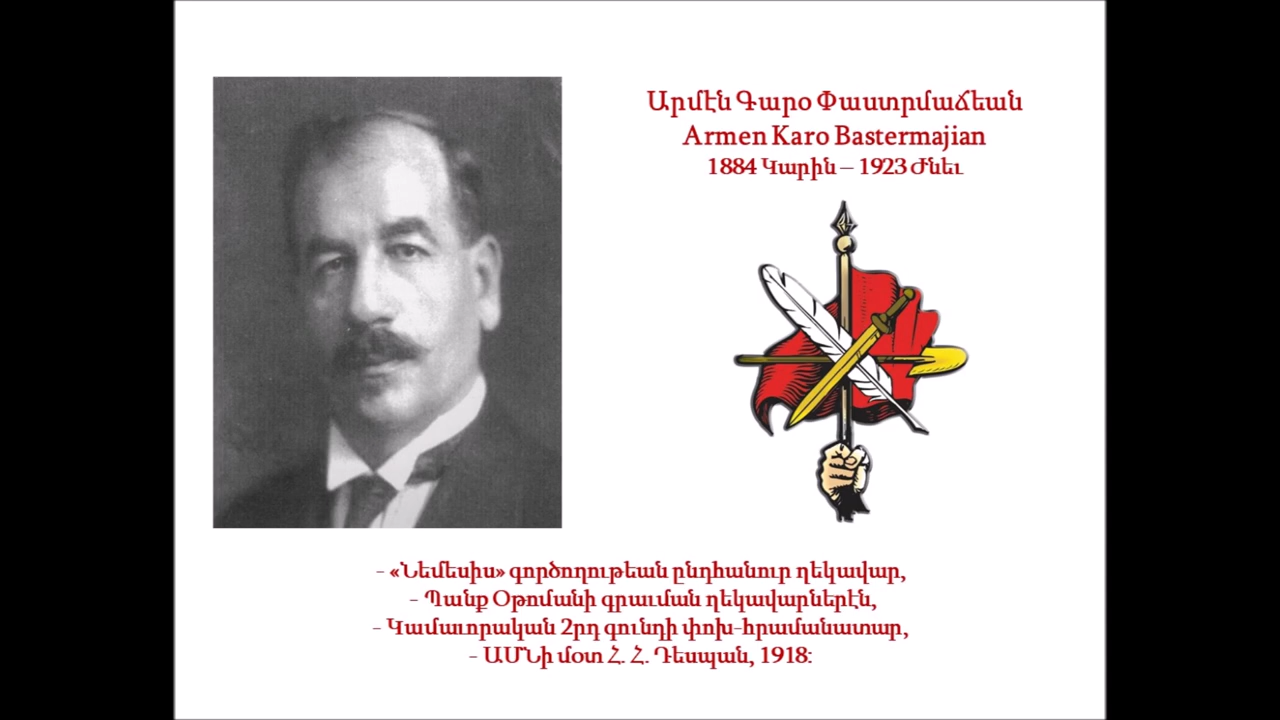 Արմէն Գարօ Փաստրմաճեան
Armen Karo Bastermajian
1884 Կարին – 1923 Ժնեւ
- «Նեմեսիս» գործողութեան ընդհանուր ղեկավար,
- Պանք Օթոմանի գրաւման ղեկավարներէն,
- Կամաւորական 2րդ գունդի փոխ-հրամանատար,
- ԱՄՆի մօտ Հ. Հ. Դեսպան, 1918: